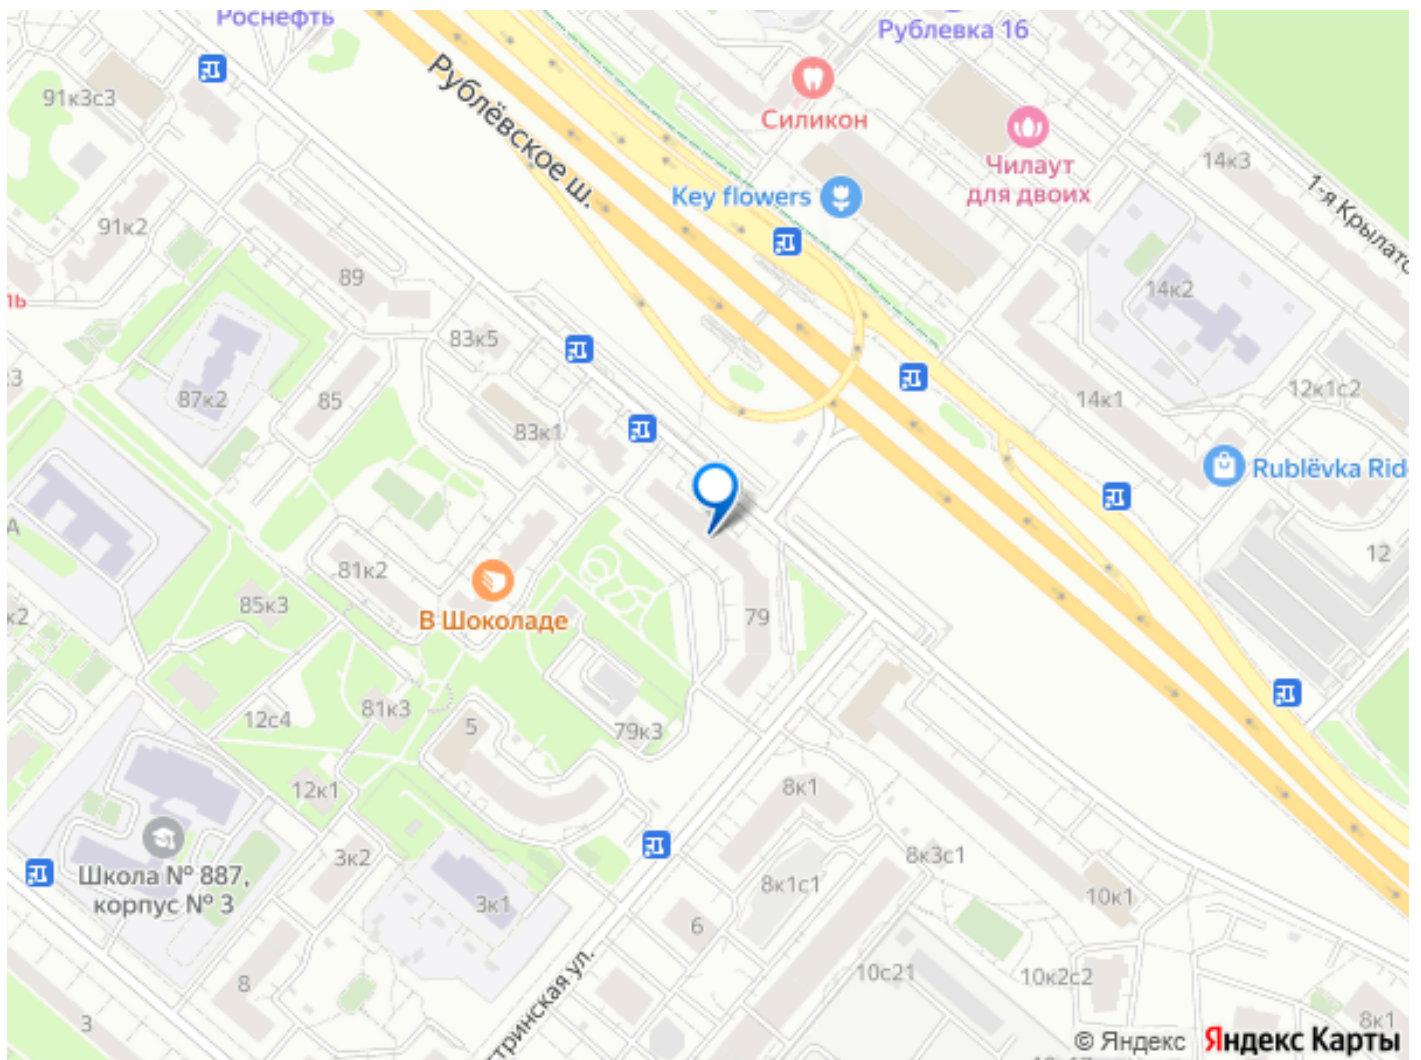 Роснефть
Рублевка 16
91к3с3
Рублёвское ш.
Силикон
Чилаут
для двоих
14к3
1-я Крылатс
Key flowers
91к2
89
14к2
ль
83к5
87к2
85
83к1
14к1
12к1с2
Rublëvka Rid
12
А
81к2
85к3
В Шоколаде
79
к2
12с4
81к3
5
79к3
12к1
8к1
Школа № 887,
корпус № 3
3к2
3к1
8к3с1
8к1с1
10к1
6
8
стринская ул.
10с21
10к2с2
3
8к1
© Яндекс
Яндекс Карты